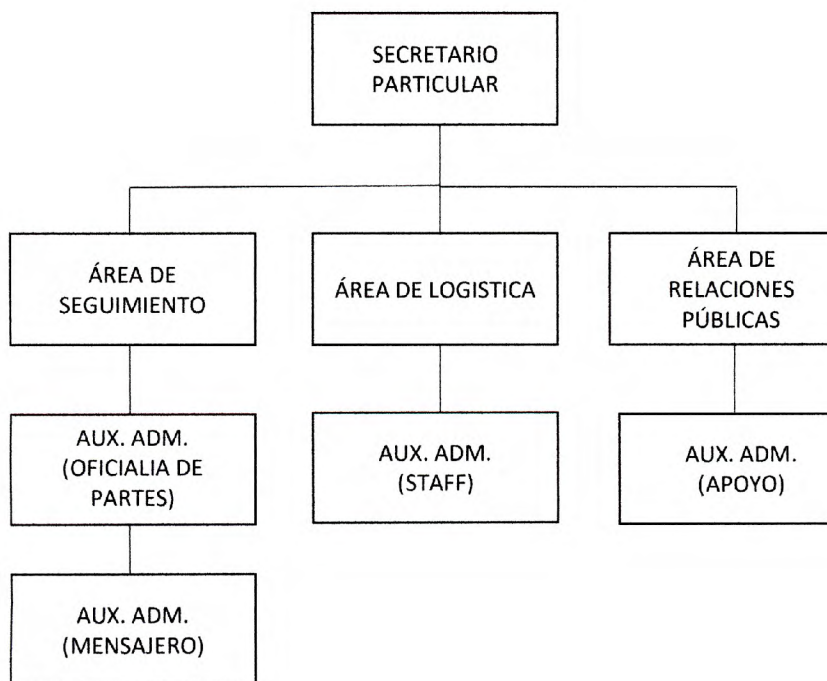 SECRETARIO
PARTICULAR
ÁREA DE
SEGUIMIENTO
ÁREA DE LOGISTICA
ÁREA DE
RELACIONES
PÚBLICAS
AUX. ADM.
(OFICIALIA DE
PARTES)
AUX. ADM.
(STAFF)
AUX. ADM.
(APOYO)
AUX. ADM.
(MENSAJERO)